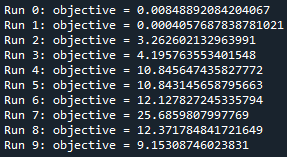 Run 0: objective = 0.00848892084204067
Run 1: objective = 0.0004057687838781021
Run 2: objective = 3.262602132963991
Run 3: objective = 4.195763553401548
Run 4: objective = 10.845647435827772
Run 5: objective = 10.843145658795663
Run 6: objective = 12.127827245335794
Run 7: objective = 25.6859807997769
Run 8: objective = 12.371784841721649
Run 9: objective = 9.15308746023831